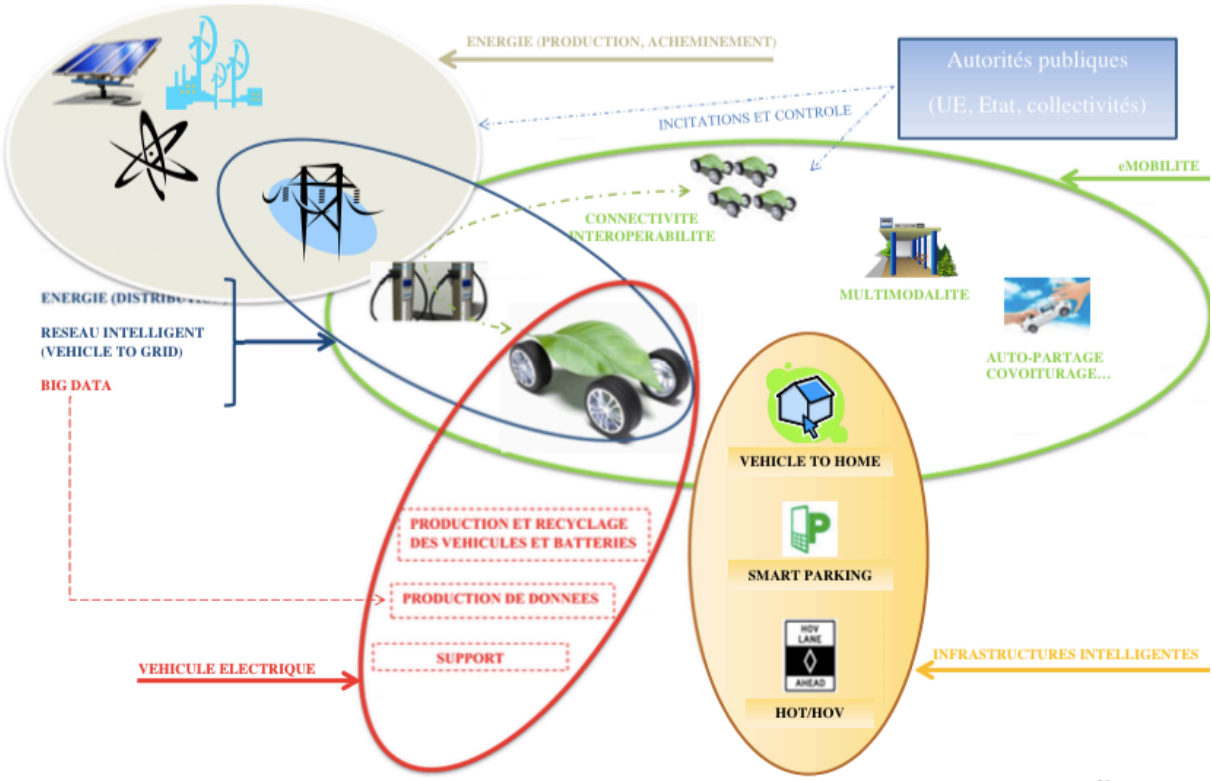 ENERGIE (PRODUCTION, ACHEMINEMENT)
Autorités publiques
(UE, Etat, collectivités)
INCITATIONS ET CONTROLE
eMOBILITE
CONNECTIVITE
INTEROPERABILITE
MULTIMODALITE
AUTO-PARTAGE
COVOITURAGE...
ENERGIE (DISTRIBUTION
RESEAU INTELLIGENT
(VEHICLE TO GRID)
BIG DATA
VEHICLE TO HOME
P
SMART PARKING
HOV
LANE
AHEAD
HOT/HOV
PRODUCTION ET RECYCLAGE
DES VEHICULES ET BATTERIES
PRODUCTION DE DONNEES
SUPPORT
VEHICULE ELECTRIQUE
INFRASTRUCTURES INTELLIGENTES